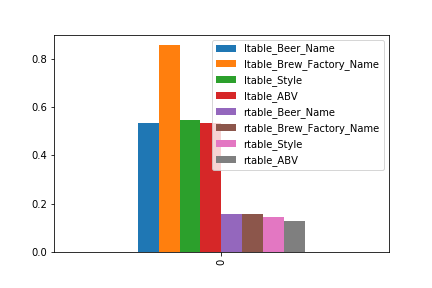 0.8
0.6
0.4
0.2
0.0
0
ltable_Beer_Name
ltable_Brew_Factory_Name
ltable_Style
ltable_ABV
rtable_Beer_Name
rtable_Brew_Factory_Name
rtable_Style
rtable_ABV